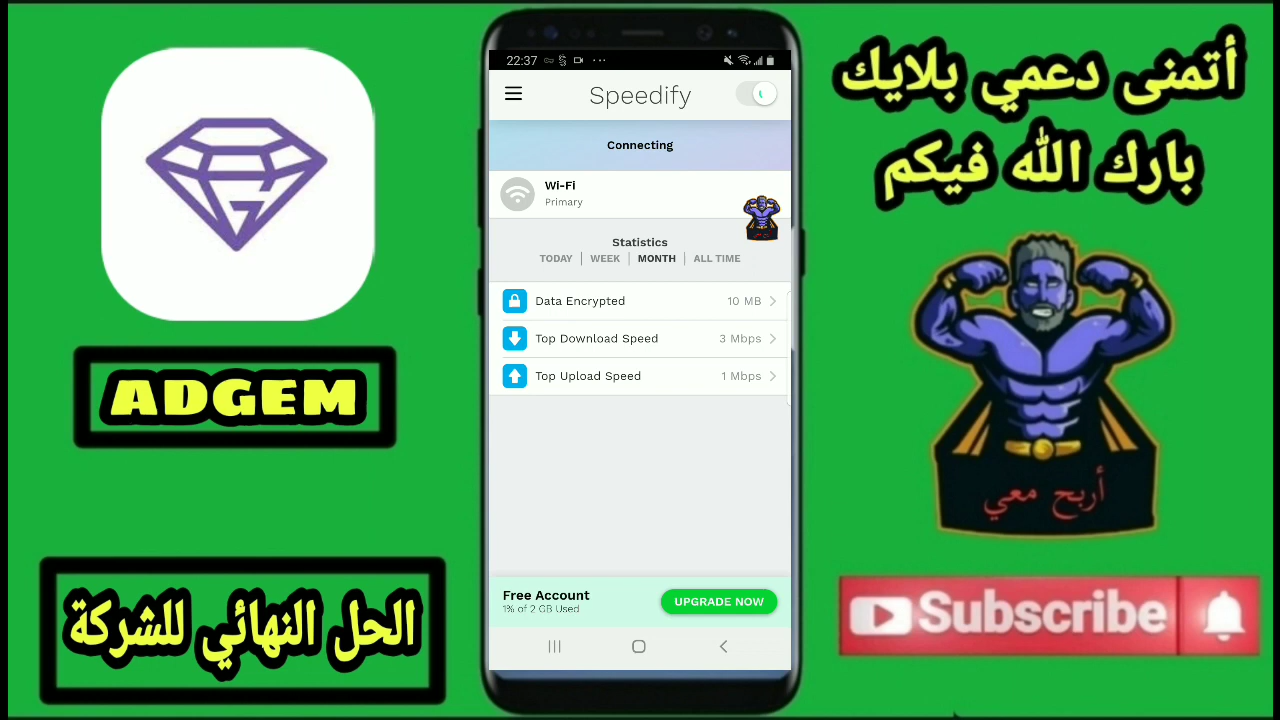 أتمنى دعمي بلايك
بارك الله فيكم
ADGEM
الحل النهائي للشركة
22:37
Speedify
Connecting
Wi-Fi
Primary
Statistics
TODAY | WEEK | MONTH | ALL TIME
Data Encrypted 10 MB
Top Download Speed 3 Mbps
Top Upload Speed 1 Mbps
Free Account
1% of 2 GB Used
UPGRADE NOW
أربح معي
Subscribe